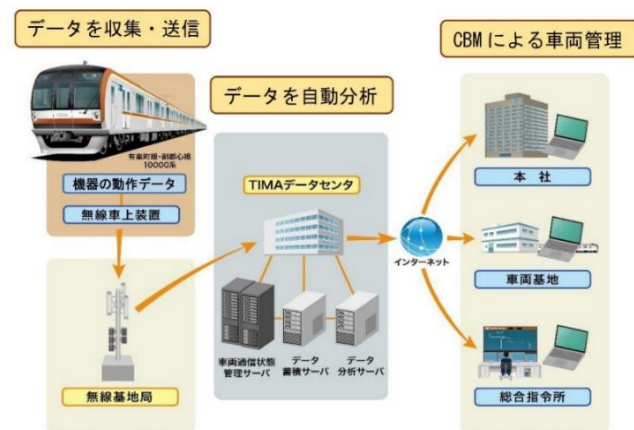 データを収集・送信
有楽町線・副都心線
10000系
機器の動作データ
無線車上装置
無線基地局
データを自動分析
TIMAデータセンタ
車両通信状態
管理サーバ
データ
蓄積サーバ
データ
分析サーバ
インターネット
CBMによる車両管理
本社
車両基地
総合指令所